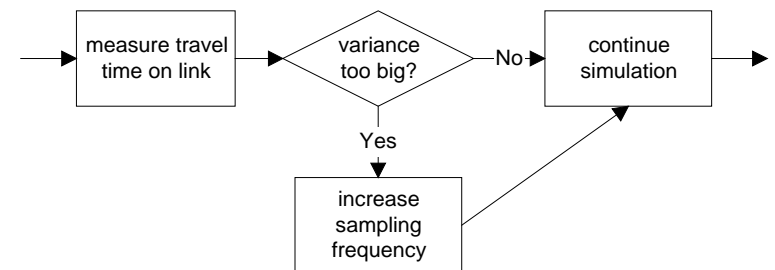 measure travel
time on link
variance
too big?
No
continue
simulation
Yes
increase
sampling
frequency